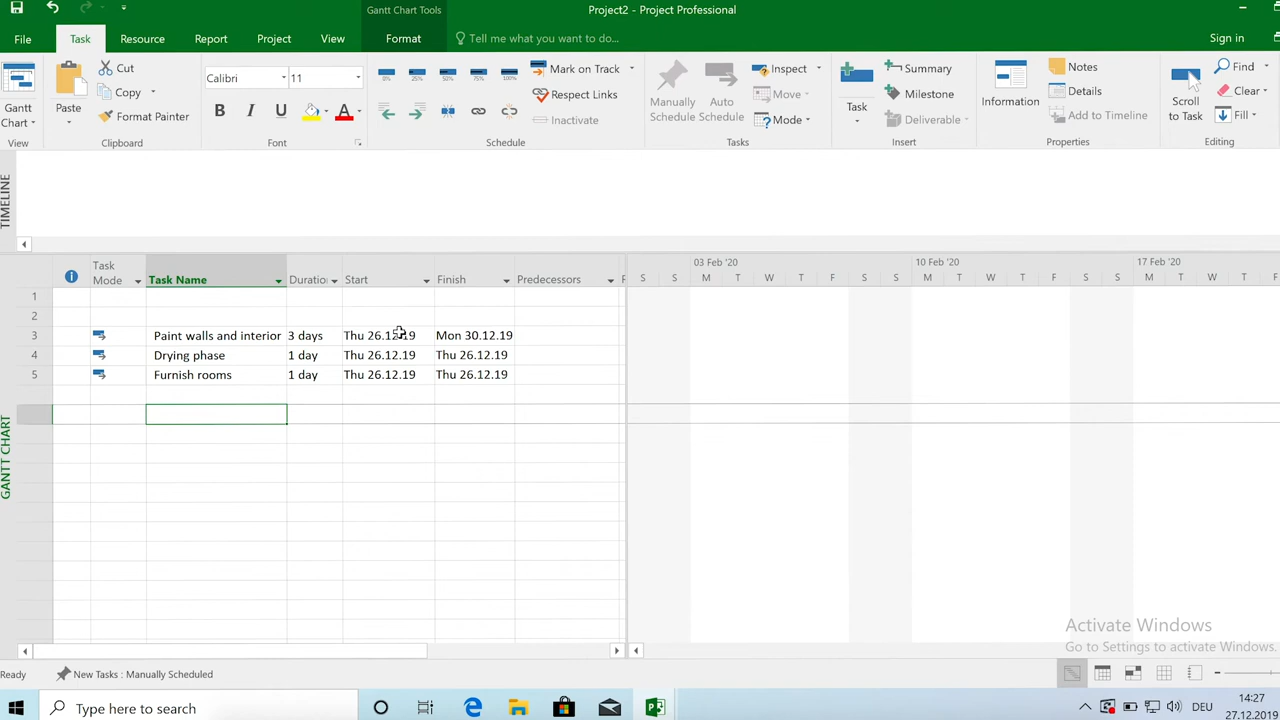 Gantt Chart Tools
Project2 - Project Professional
File Task Resource Report Project View Format Tell me what you want to do... Sign in
Gantt Chart
View
Paste
Cut
Copy
Format Painter
Clipboard
Calibri 11
B I U A
Font
0% 25% 50% 75% 100%
Mark on Track
Respect Links
Inactivate
Schedule
Manually Schedule
Auto Schedule
Inspect
Move
Mode
Tasks
Task
Summary
Milestone
Deliverable
Insert
Information
Notes
Details
Add to Timeline
Properties
Scroll to Task
Find
Clear
Fill
Editing
TIMELINE
03 Feb '20 10 Feb '20 17 Feb '20
S S M T W T F S S M T W T F S S M T W T F
Task Mode Task Name Start Finish Predecessors
1
2
3 Paint walls and interior 3 days Thu 26.12.19 Mon 30.12.19
4 Drying phase 1 day Thu 26.12.19 Thu 26.12.19
5 Furnish rooms 1 day Thu 26.12.19 Thu 26.12.19
GANTT CHART
Activate Windows
Go to Settings to activate Windows.
Ready New Tasks : Manually Scheduled
Type here to search
DEU
14:27
27.12.2019